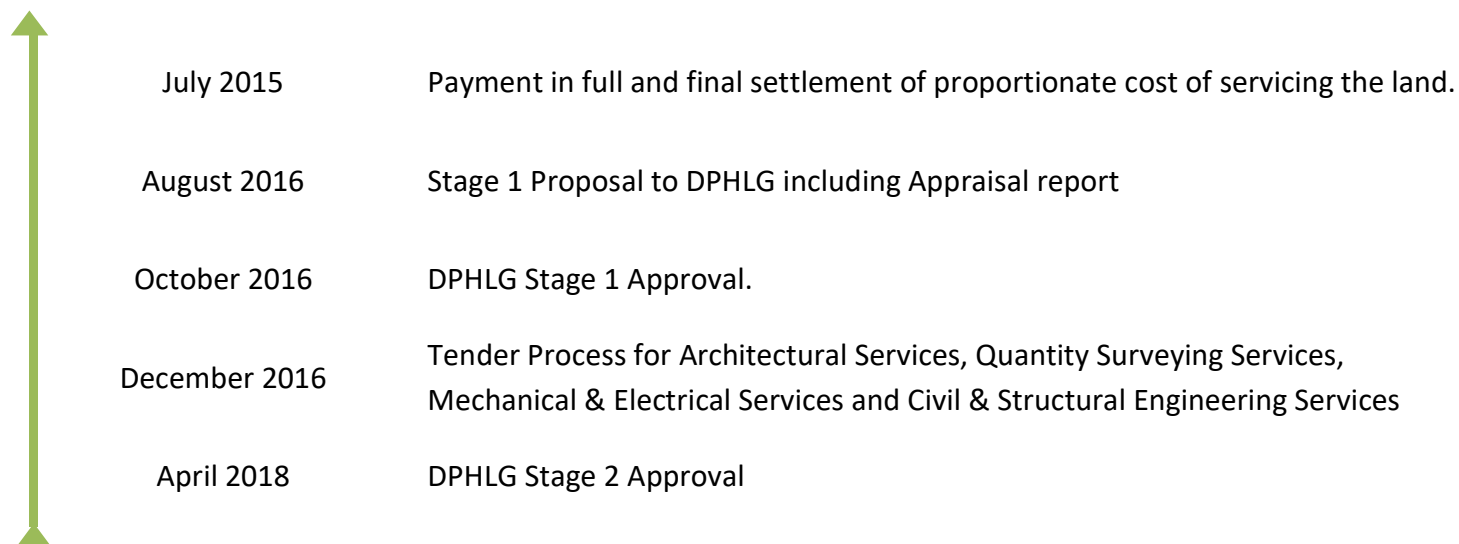 July 2015 Payment in full and final settlement of proportionate cost of servicing the land.
August 2016 Stage 1 Proposal to DPHLG including Appraisal report
October 2016 DPHLG Stage 1 Approval.
December 2016 Tender Process for Architectural Services, Quantity Surveying Services,
Mechanical & Electrical Services and Civil & Structural Engineering Services
April 2018 DPHLG Stage 2 Approval